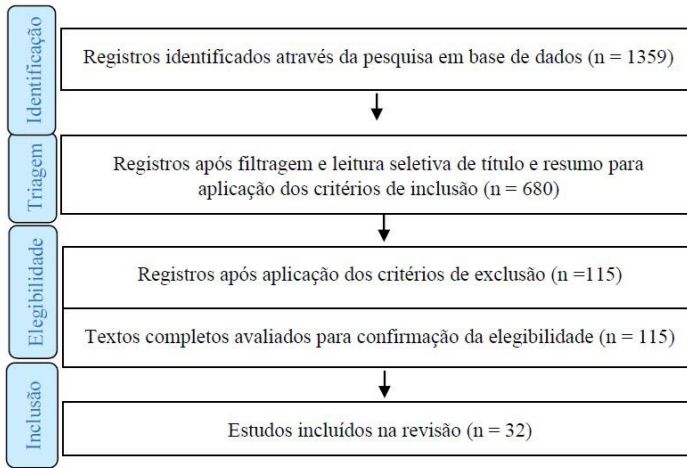 Identificação
Registros identificados através da pesquisa em base de dados (n = 1359)
Triagem
Registros após filtragem e leitura seletiva de título e resumo para
aplicação dos critérios de inclusão (n = 680)
Elegibilidade
Registros após aplicação dos critérios de exclusão (n =115)
Textos completos avaliados para confirmação da elegibilidade (n = 115)
Inclusão
Estudos incluídos na revisão (n = 32)